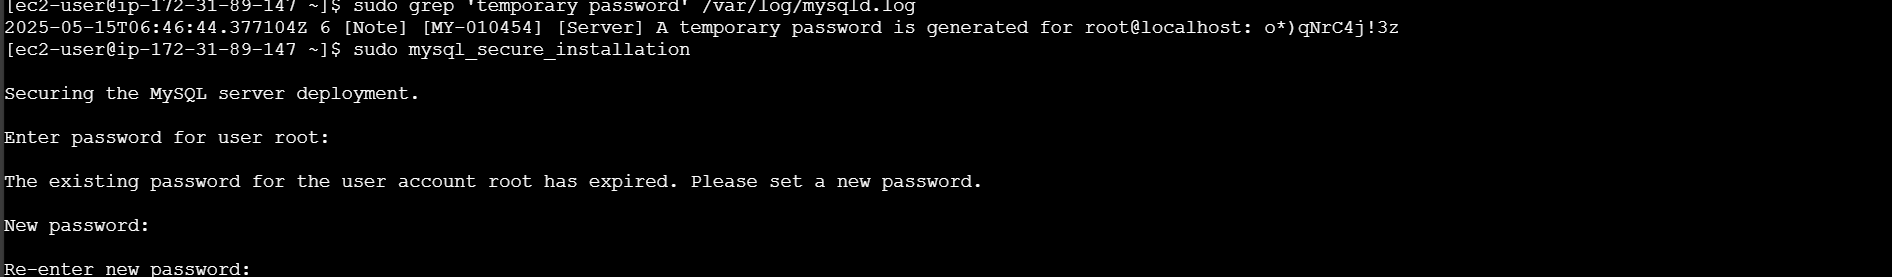 [ec2-user@ip-172-31-89-147 ~]$ sudo grep 'temporary password' /var/log/mysqld.log
2025-05-15T06:46:44.377104Z 6 [Note] [MY-010454] [Server] A temporary password is generated for root@localhost: o*)qNrC4j!3z
[ec2-user@ip-172-31-89-147 ~]$ sudo mysql_secure_installation
Securing the MySQL server deployment.
Enter password for user root:
The existing password for the user account root has expired. Please set a new password.
New password:
Re-enter new password: